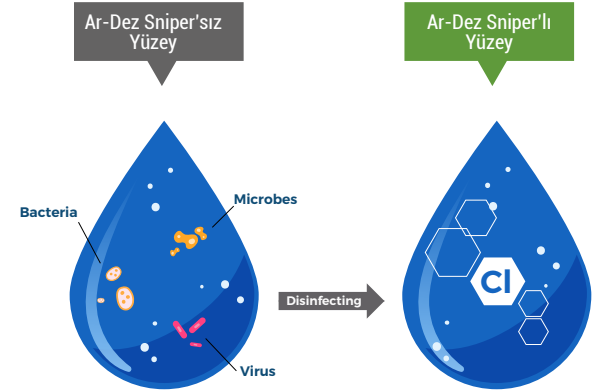 Ar-Dez Sniper'sız
Yüzey
Ar-Dez Sniper'lı
Yüzey
Bacteria
Microbes
Disinfecting
Cl
Virus